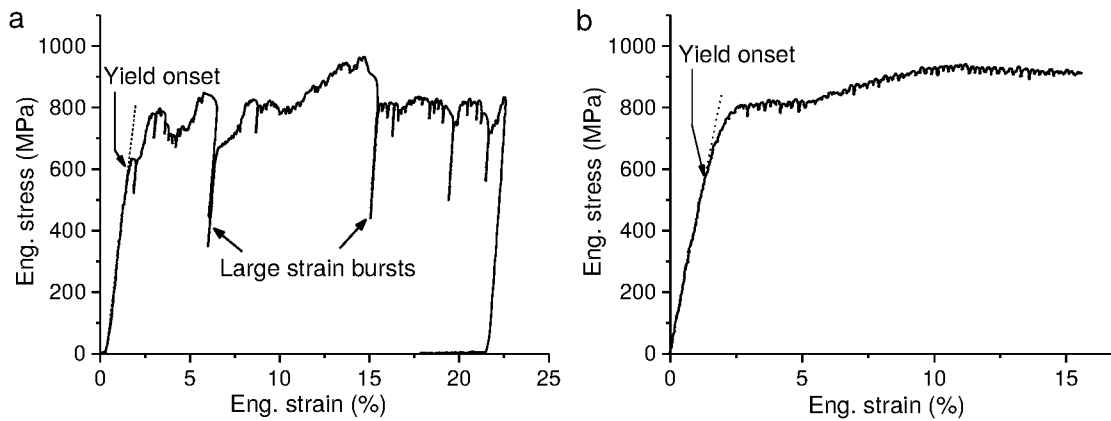 a
Eng. stress (MPa)
1000
800
600
400
200
0
Yield onset
Large strain bursts
0 5 10 15 20 25
Eng. strain (%)
b
Eng. stress (MPa)
1000
800
600
400
200
0
Yield onset
0 5 10 15
Eng. strain (%)